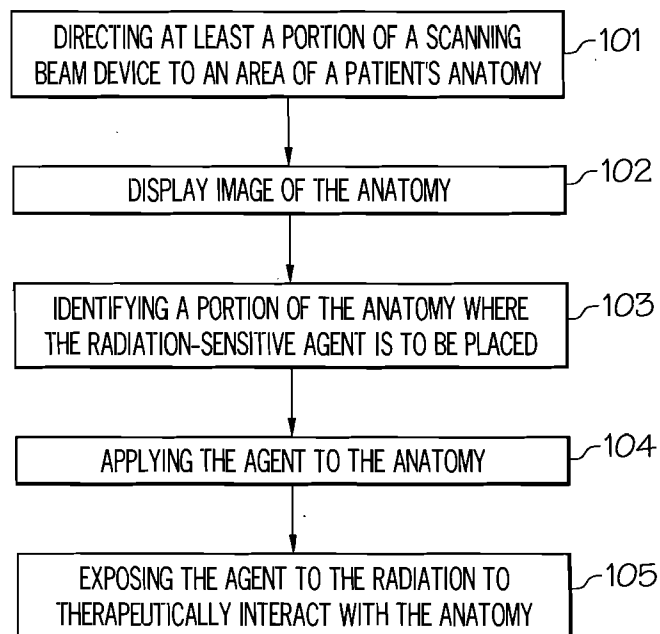 DIRECTING AT LEAST A PORTION OF A SCANNING
BEAM DEVICE TO AN AREA OF A PATIENT'S ANATOMY
101
DISPLAY IMAGE OF THE ANATOMY
102
IDENTIFYING A PORTION OF THE ANATOMY WHERE
THE RADIATION-SENSITIVE AGENT IS TO BE PLACED
103
APPLYING THE AGENT TO THE ANATOMY
104
EXPOSING THE AGENT TO THE RADIATION TO
THERAPEUTICALLY INTERACT WITH THE ANATOMY
105